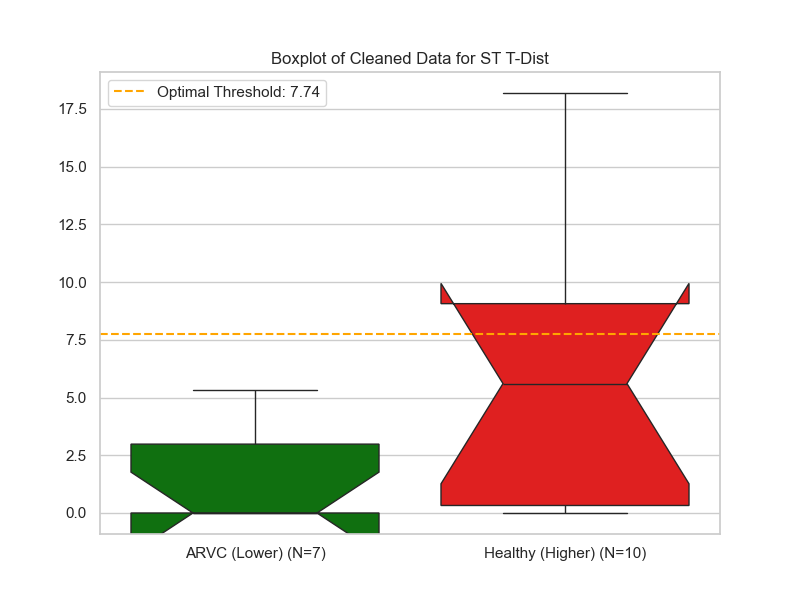 Boxplot of Cleaned Data for ST T-Dist
Optimal Threshold: 7.74
17.5
15.0
12.5
10.0
7.5
5.0
2.5
0.0
ARVC (Lower) (N=7)
Healthy (Higher) (N=10)